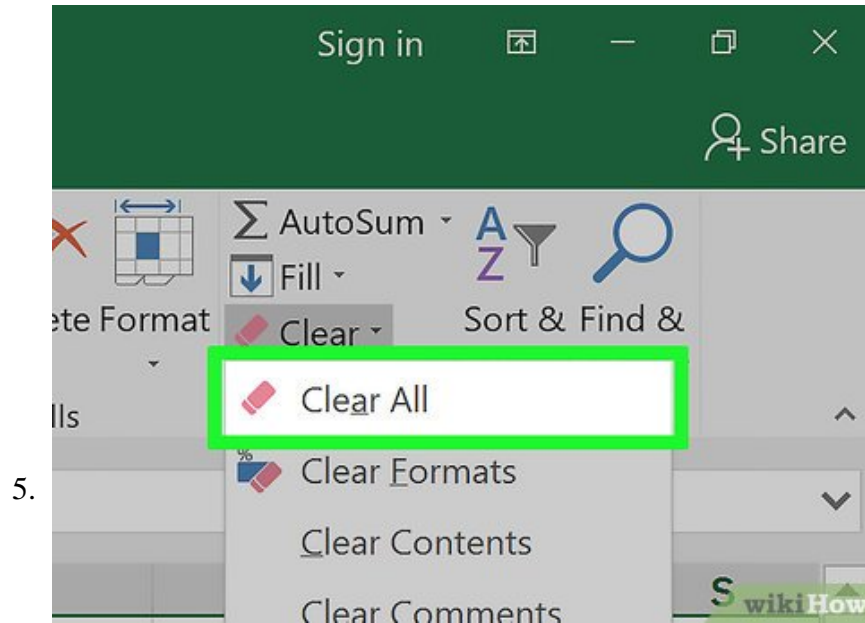 Sign in
Share
AutoSum
Fill
Clear
Sort & Find &
ete Format
Clear All
lls
%
Clear Formats
5.
Clear Contents
Clear Comments
S
wikiHow
A
Z